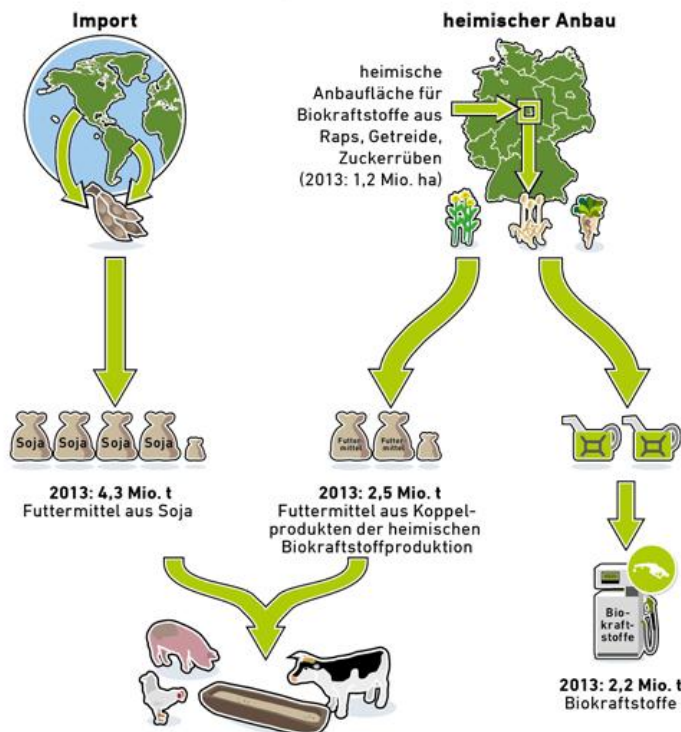 Import
heimischer Anbau
heimische
Anbaufläche für
Biokraftstoffe aus
Raps, Getreide,
Zuckerrüben
(2013: 1,2 Mio. ha)
Soja
Soja
Soja
Soja
Futter
mittel
Futter
mittel
2013: 4,3 Mio. t
Futtermittel aus Soja
2013: 2,5 Mio. t
Futtermittel aus Koppel-
produkten der heimischen
Biokraftstoffproduktion
Bio-
kraft-
stoffe
2013: 2,2 Mio. t
Biokraftstoffe